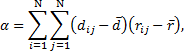 α = ∑_{i=1}^{N} ∑_{j=1}^{N} (d_{ij} − d̄)(r_{ij} − r̄),